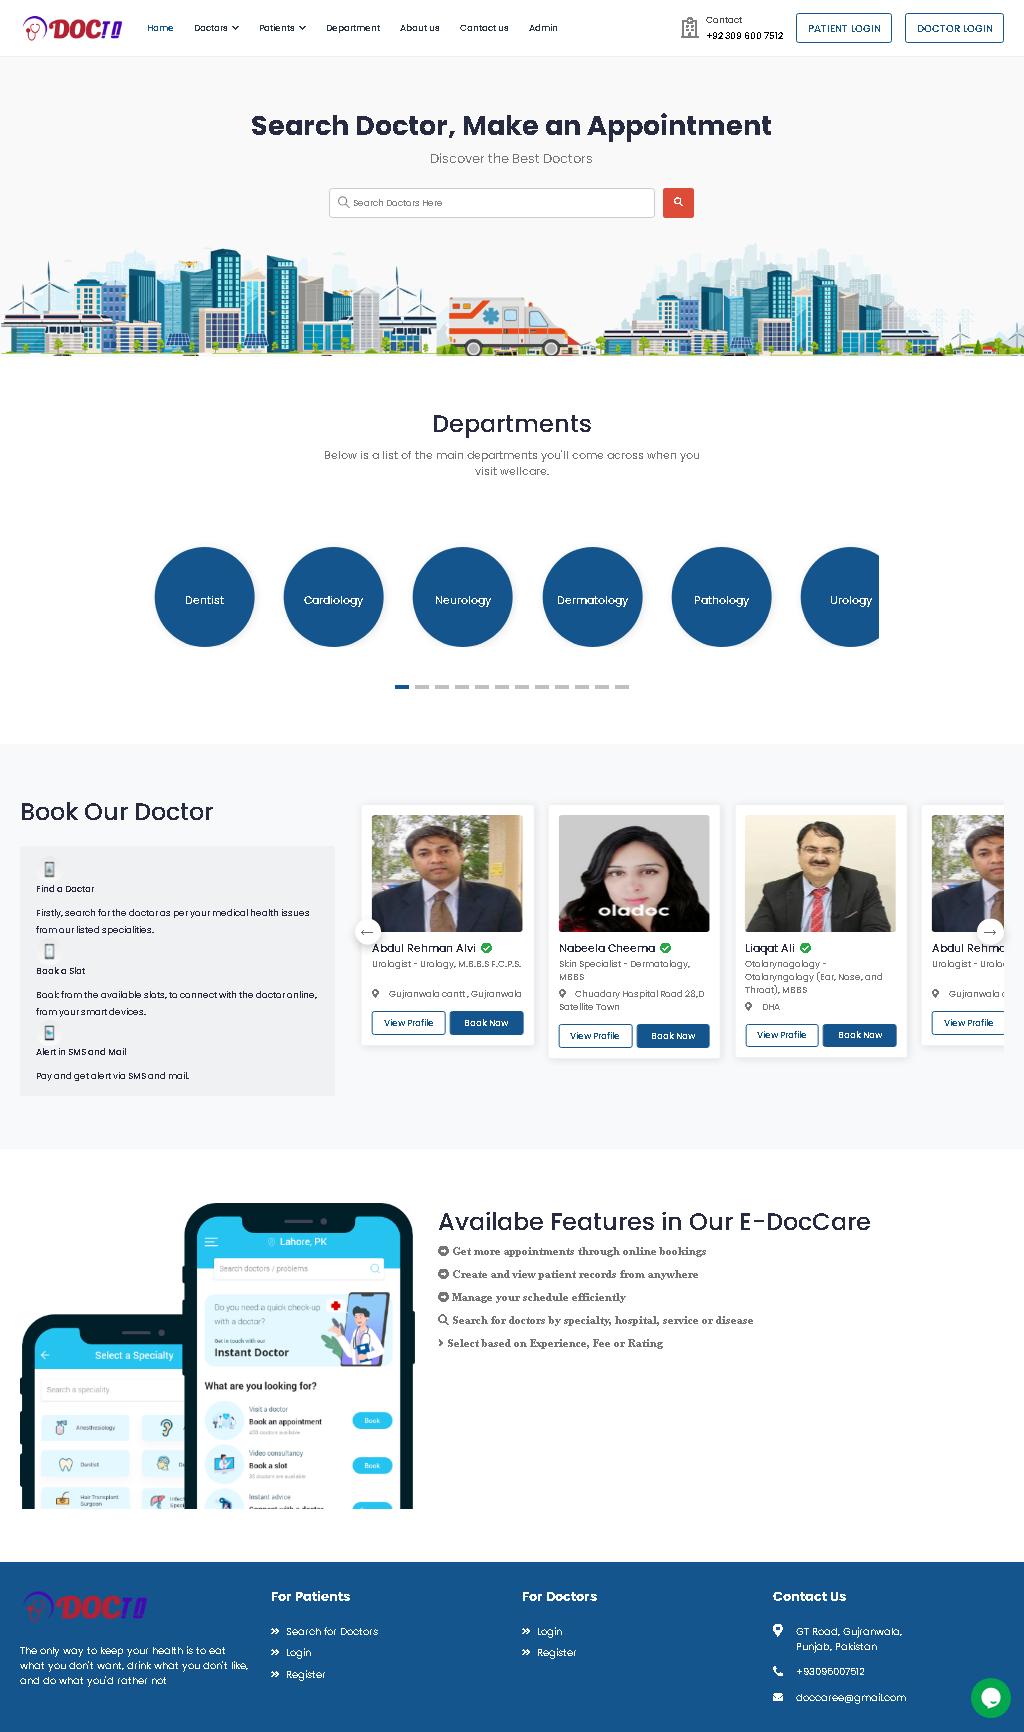 DOCTO
Home Doctors Patients Department About us Contact us Admin
Contact
+92 309 600 7512
PATIENT LOGIN
DOCTOR LOGIN
Search Doctor, Make an Appointment
Discover the Best Doctors
Search Doctors Here
Departments
Below is a list of the main departments you'll come across when you
visit wellcare.
Dentist
Cardiology
Neurology
Dermatology
Pathology
Urology
Book Our Doctor
Find a Doctor
Firstly, search for the doctor as per your medical health issues
from our listed specialities.
Book a Slot
Book from the available slots, to connect with the doctor online,
from your smart devices.
Alert in SMS and Mail
Pay and get alert via SMS and mail.
Abdul Rehman Alvi
Urologist - Urology, M.B.B.S F.C.P.S.
Gujranwala cantt , Gujranwala
View Profile
Book Now
oladoc
Nabeela Cheema
Skin Specialist - Dermatology,
MBBS
Chuadary Hospital Road 28,D
Satellite Town
View Profile
Book Now
Liaqat Ali
Otolaryngology -
Otolaryngology (Ear, Nose, and
Throat), MBBS
DHA
View Profile
Book Now
Abdul Rehma
Urologist - Urolo
Gujranwala c
View Profile
Availabe Features in Our E-DocCare
Get more appointments through online bookings
Create and view patient records from anywhere
Manage your schedule efficiently
Search for doctors by specialty, hospital, service or disease
Select based on Experience, Fee or Rating
Lahore, PK
Search doctors / problems
Do you need a quick check-up
with a doctor?
Get in touch with our
Instant Doctor
What are you looking for?
Visit a doctor
Book an appointment
Book
Video consultancy
Book a slot
Book
Instant advice
Connect with a doctor
Select a Specialty
Search a speciality
Anesthesiology
Dentist
Hair Transplant
Surgeon
Infect
Special
DOCTO
The only way to keep your health is to eat
what you don't want, drink what you don't like,
and do what you'd rather not
For Patients
Search for Doctors
Login
Register
For Doctors
Login
Register
Contact Us
GT Road, Gujranwala,
Punjab, Pakistan
+93096007512
doccaree@gmail.com